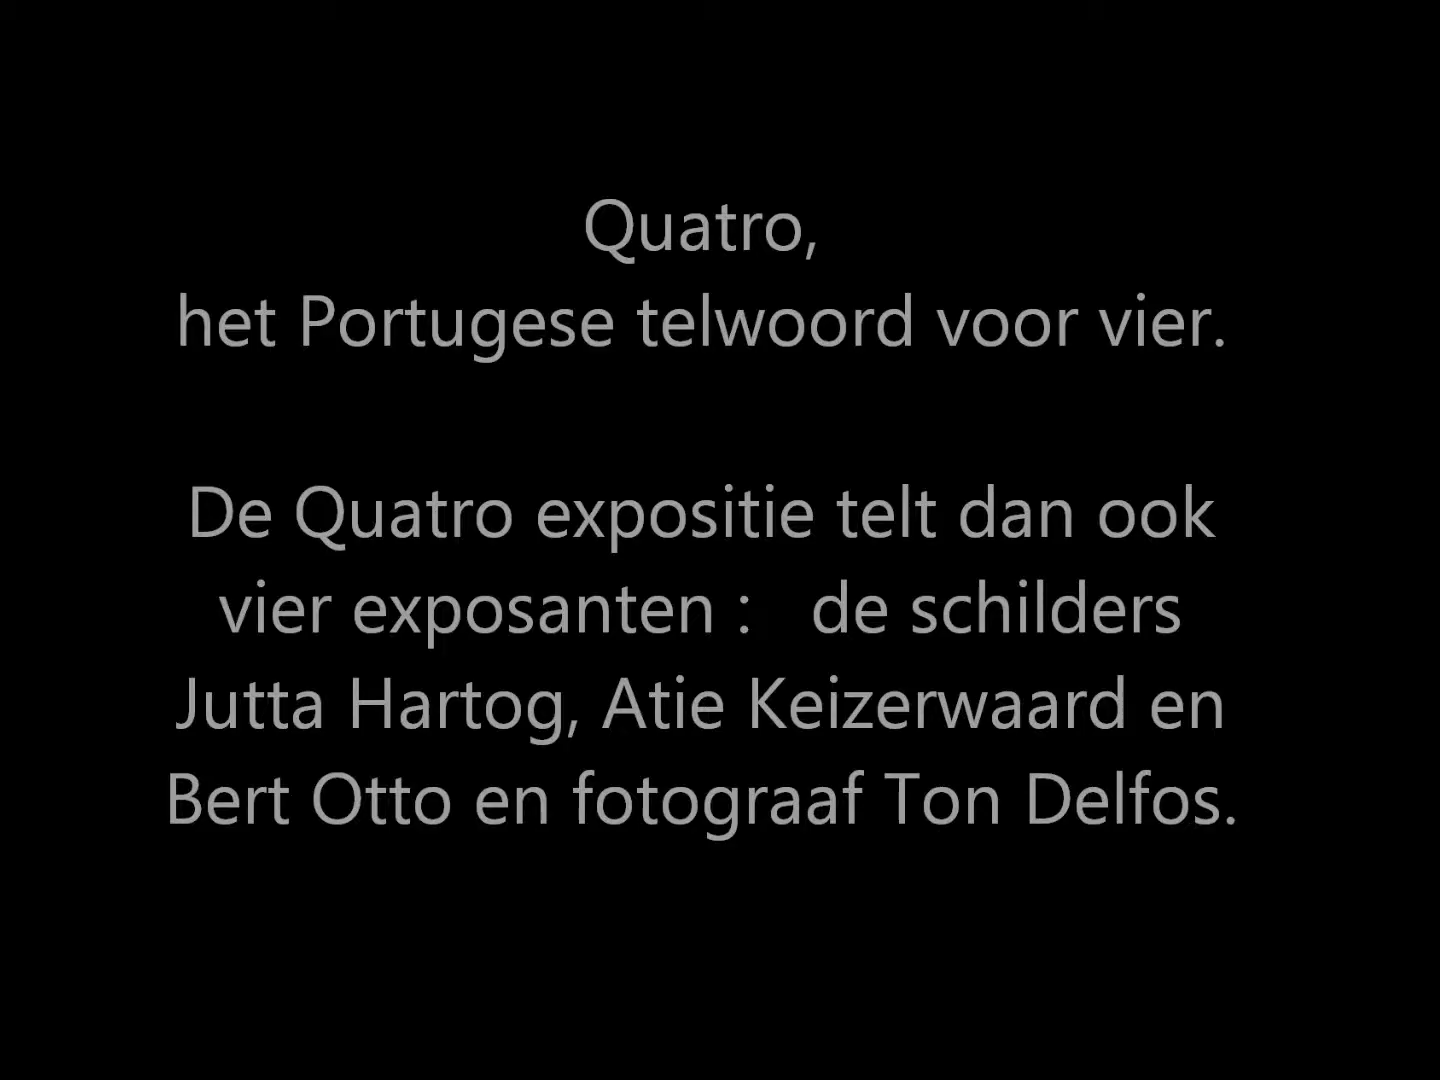 Quatro,
het Portugese telwoord voor vier.
De Quatro expositie telt dan ook
vier exposanten :   de schilders
Jutta Hartog, Atie Keizerwaard en
Bert Otto en fotograaf Ton Delfos.